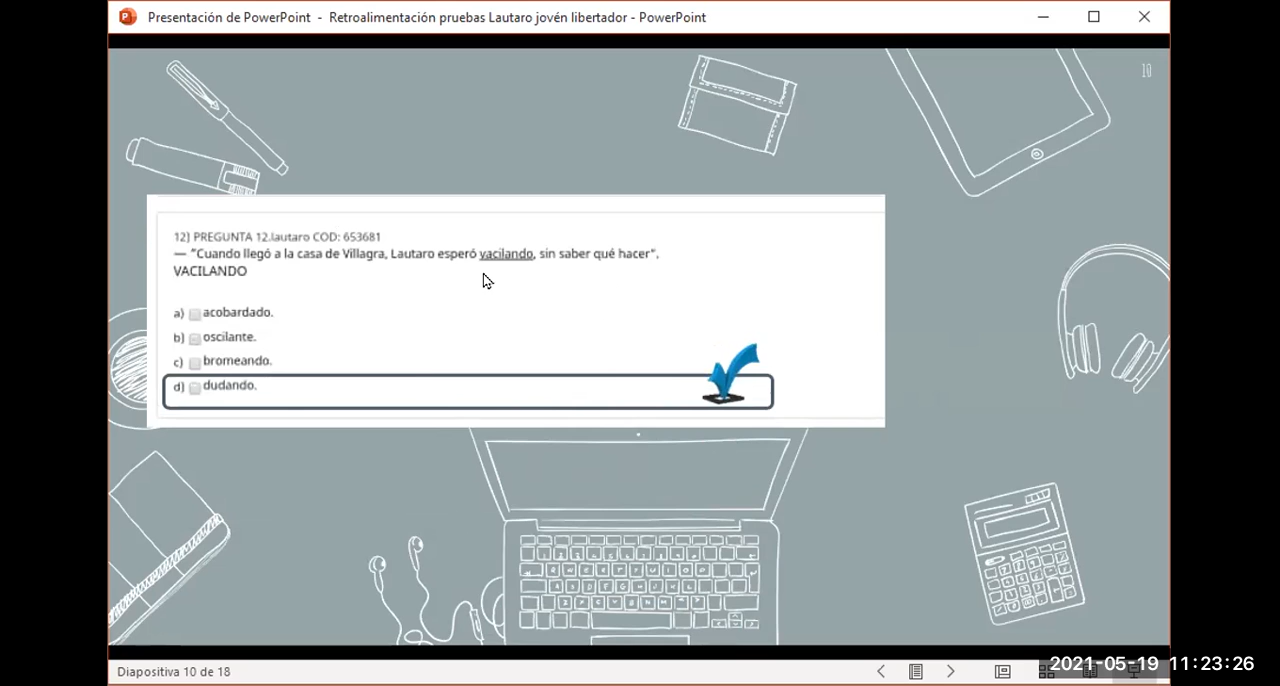 Presentación de PowerPoint - Retroalimentación pruebas Lautaro jovén libertador - PowerPoint
10
12) PREGUNTA 12.lautaro COD: 653681
— "Cuando llegó a la casa de Villagra, Lautaro esperó vacilando, sin saber qué hacer".
VACILANDO
a) acobardado.
b) oscilante.
c) bromeando.
d) dudando.
Diapositiva 10 de 18
2021-05-19 11:23:26